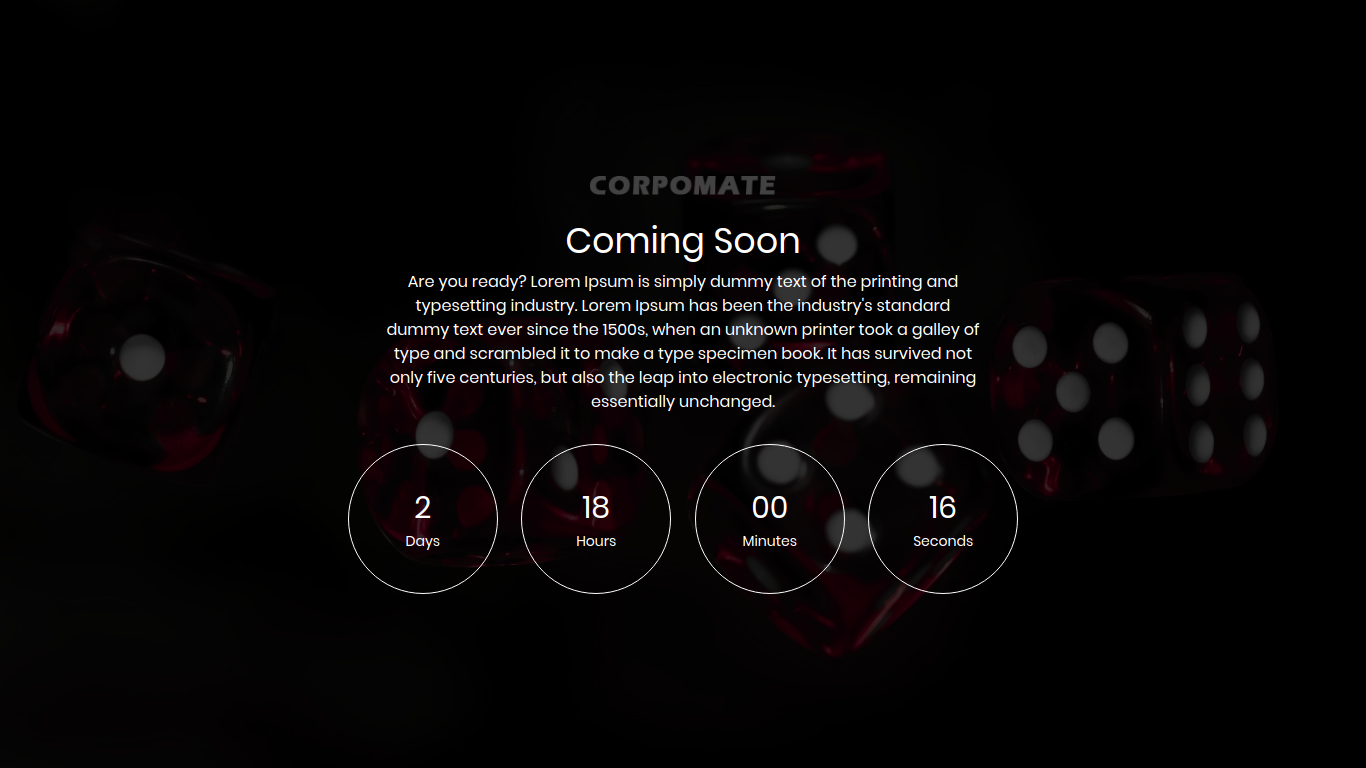 CORPOMATE
Coming Soon
Are you ready? Lorem Ipsum is simply dummy text of the printing and
typesetting industry. Lorem Ipsum has been the industry's standard
dummy text ever since the 1500s, when an unknown printer took a galley of
type and scrambled it to make a type specimen book. It has survived not
only five centuries, but also the leap into electronic typesetting, remaining
essentially unchanged.
2 18 00 16
Days Hours Minutes Seconds